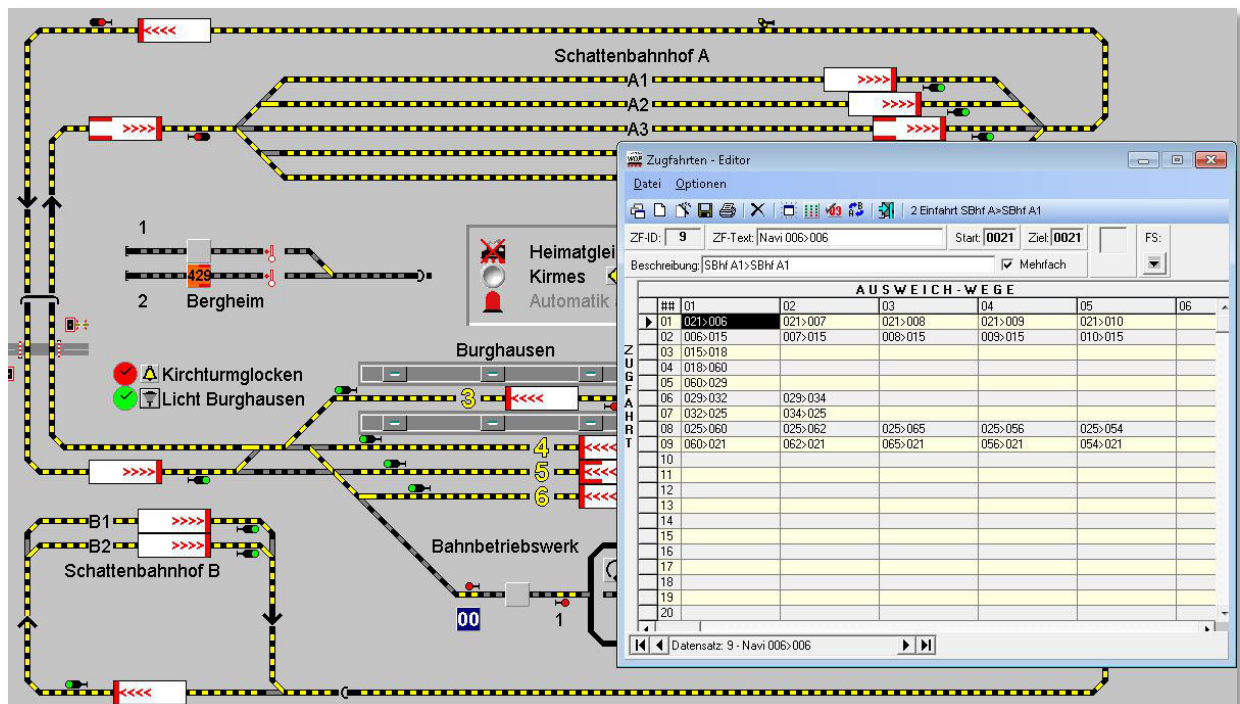 <<<<
Schattenbahnhof A
A1 >>>>
A2 >>>>
>>>> A3 >>>>
1
429
2 Bergheim
Heimatglei
Kirmes
Automatik
Burghausen
Kirchturmglocken
Licht Burghausen
3 <<<<
4
>>>> 5 <<<<
6 <<<<
B1 >>>>
B2 >>>>
Schattenbahnhof B
Bahnbetriebswerk
00 1
<<<<
WDP Zugfahrten - Editor
Datei Optionen
2 Einfahrt SBhf A>SBhf A1
ZF-ID: 9 ZF-Text: Navi 006>006 Start: 0021 Ziel: 0021 FS:
Beschreibung: SBhf A1>SBhf A1 Mehrfach
AUSWEICH-WEGE
ZUGFAHRT
## 01 02 03 04 05 06
01 021>006 021>007 021>008 021>009 021>010
02 006>015 007>015 008>015 009>015 010>015
03 015>018
04 018>060
05 060>029
06 029>032 029>034
07 032>025 034>025
08 025>060 025>062 025>065 025>056 025>054
09 060>021 062>021 065>021 056>021 054>021
10
11
12
13
14
15
16
17
18
19
20
Datensatz: 9 - Navi 006>006